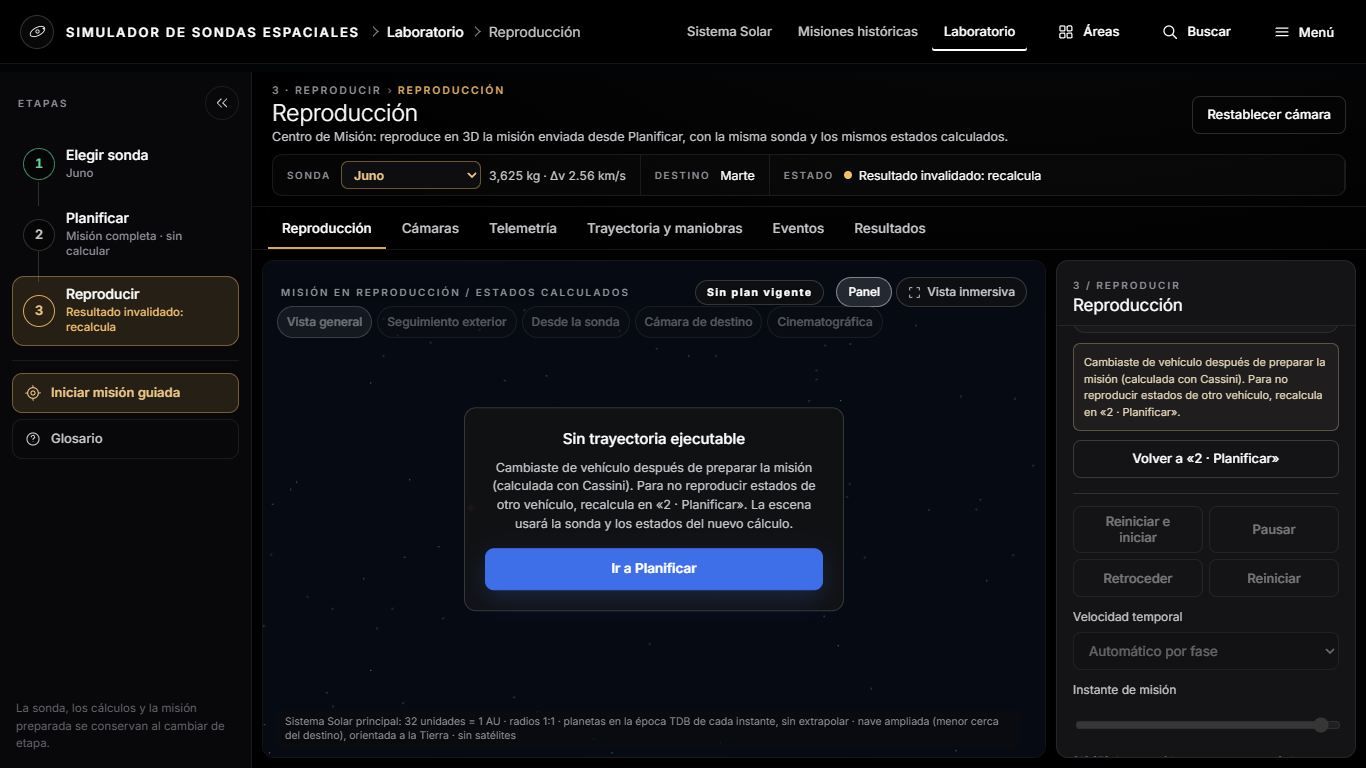 SIMULADOR DE SONDAS ESPACIALES > Laboratorio > Reproducción
Sistema Solar
Misiones históricas
Laboratorio
Áreas
Buscar
Menú
ETAPAS
1
Elegir sonda
Juno
2
Planificar
Misión completa · sin
calcular
3
Reproducir
Resultado invalidado:
recalcula
Iniciar misión guiada
Glosario
La sonda, los cálculos y la misión
preparada se conservan al cambiar de
etapa.
3 · REPRODUCIR › REPRODUCCIÓN
Reproducción
Centro de Misión: reproduce en 3D la misión enviada desde Planificar, con la misma sonda y los mismos estados calculados.
Restablecer cámara
SONDA Juno 3,625 kg · Δv 2.56 km/s
DESTINO Marte
ESTADO Resultado invalidado: recalcula
Reproducción
Cámaras
Telemetría
Trayectoria y maniobras
Eventos
Resultados
MISIÓN EN REPRODUCCIÓN / ESTADOS CALCULADOS
Sin plan vigente
Panel
Vista inmersiva
Vista general
Seguimiento exterior
Desde la sonda
Cámara de destino
Cinematográfica
Sin trayectoria ejecutable
Cambiaste de vehículo después de preparar la misión
(calculada con Cassini). Para no reproducir estados de
otro vehículo, recalcula en «2 · Planificar». La escena
usará la sonda y los estados del nuevo cálculo.
Ir a Planificar
Sistema Solar principal: 32 unidades = 1 AU · radios 1:1 · planetas en la época TDB de cada instante, sin extrapolar · nave ampliada (menor cerca
del destino), orientada a la Tierra · sin satélites
3 / REPRODUCIR
Reproducción
Cambiaste de vehículo después de preparar la
misión (calculada con Cassini). Para no
reproducir estados de otro vehículo, recalcula
en «2 · Planificar».
Volver a «2 · Planificar»
Reiniciar e
iniciar
Pausar
Retroceder
Reiniciar
Velocidad temporal
Automático por fase
Instante de misión